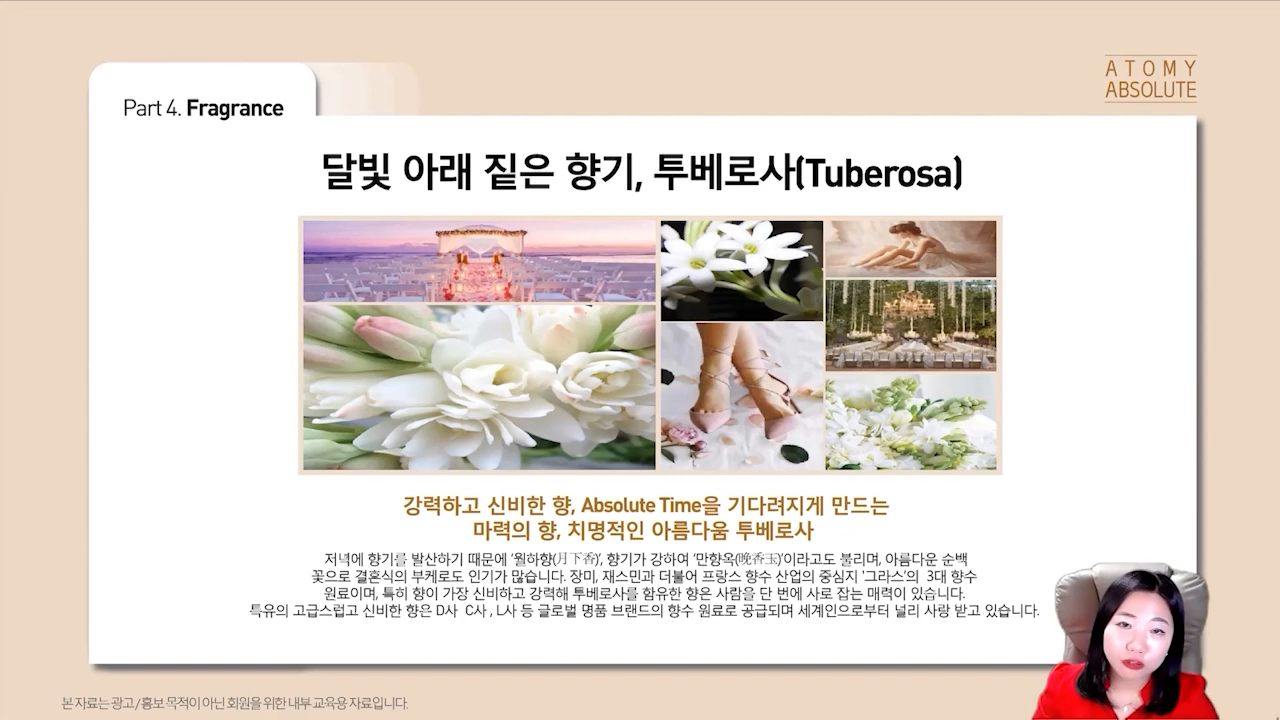 ATOMY
ABSOLUTE
Part 4. Fragrance
달빛 아래 짙은 향기, 투베로사(Tuberosa)
강력하고 신비한 향, Absolute Time을 기다려지게 만드는
마력의 향, 치명적인 아름다움 투베로사
저녁에 향기를 발산하기 때문에 '월하향(月下香)', 향기가 강하여 '만향옥(晚香玉)'이라고도 불리며, 아름다운 순백
꽃으로 결혼식의 부케로도 인기가 많습니다. 장미, 재스민과 더불어 프랑스 향수 산업의 중심지 '그라스'의 3대 향수
원료이며, 특히 향이 가장 신비하고 강력해 투베로사를 함유한 향은 사람을 단 번에 사로 잡는 매력이 있습니다.
특유의 고급스럽고 신비한 향은 D사 C사 , L사 등 글로벌 명품 브랜드의 향수 원료로 공급되며 세계인으로부터 널리 사랑 받고 있습니다.
본 자료는 광고/홍보 목적이 아닌 회원을 위한 내부 교육용 자료입니다.